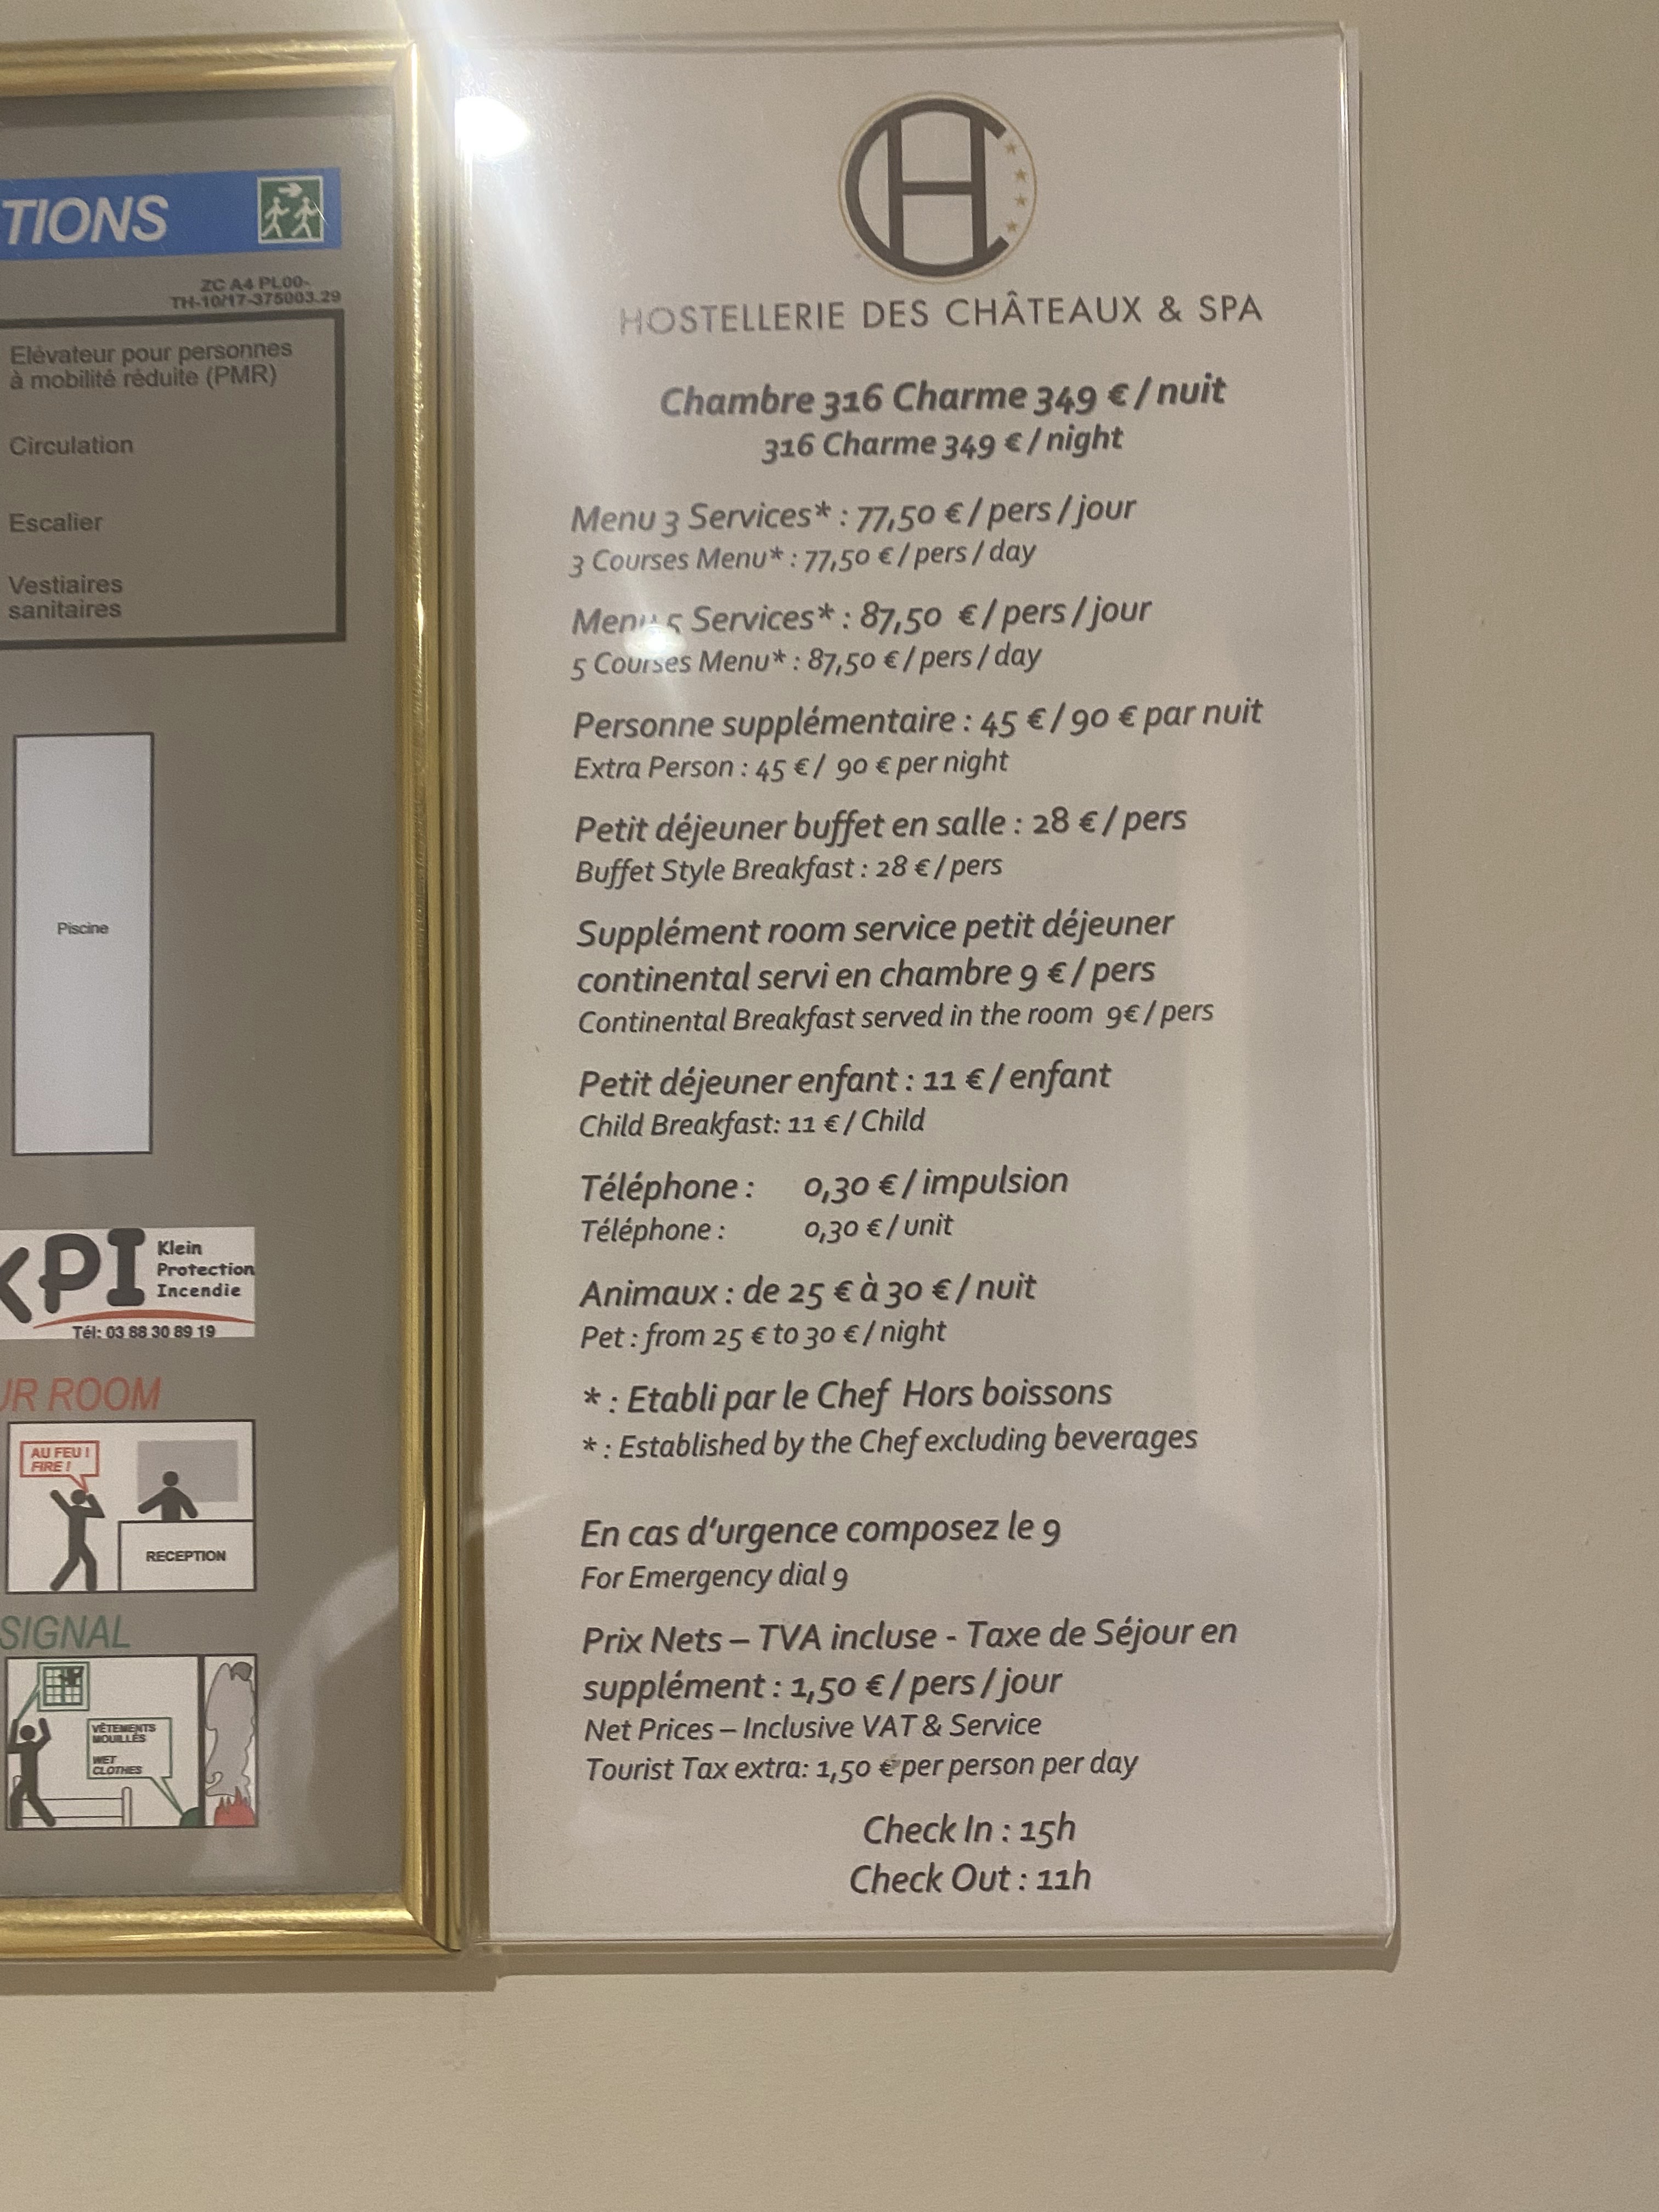 TIONS
ZC A4 PL00-
TH-10/17-375003.29
Elévateur pour personnes
à mobilité réduite (PMR)
Circulation
Escalier
Vestiaires
sanitaires
Piscine
KPI
Klein
Protection
Incendie
Tél: 03 88 30 89 19
UR ROOM
AU FEU !
FIRE !
RECEPTION
SIGNAL
VÊTEMENTS
MOUILLÉS
WET
CLOTHES
HOSTELLERIE DES CHÂTEAUX & SPA
Chambre 316 Charme 349 € / nuit
316 Charme 349 € / night
Menu 3 Services* : 77,50 € / pers / jour
3 Courses Menu* : 77,50 € / pers / day
Menu 5 Services* : 87,50 € / pers / jour
5 Courses Menu* : 87,50 € / pers / day
Personne supplémentaire : 45 € / 90 € par nuit
Extra Person : 45 € / 90 € per night
Petit déjeuner buffet en salle : 28 € / pers
Buffet Style Breakfast : 28 € / pers
Supplément room service petit déjeuner
continental servi en chambre 9 € / pers
Continental Breakfast served in the room 9€ / pers
Petit déjeuner enfant : 11 € / enfant
Child Breakfast: 11 € / Child
Téléphone : 0,30 € / impulsion
Téléphone : 0,30 € / unit
Animaux : de 25 € à 30 € / nuit
Pet : from 25 € to 30 € / night
* : Etabli par le Chef Hors boissons
* : Established by the Chef excluding beverages
En cas d'urgence composez le 9
For Emergency dial 9
Prix Nets – TVA incluse - Taxe de Séjour en
supplément : 1,50 € / pers / jour
Net Prices – Inclusive VAT & Service
Tourist Tax extra: 1,50 € per person per day
Check In : 15h
Check Out : 11h